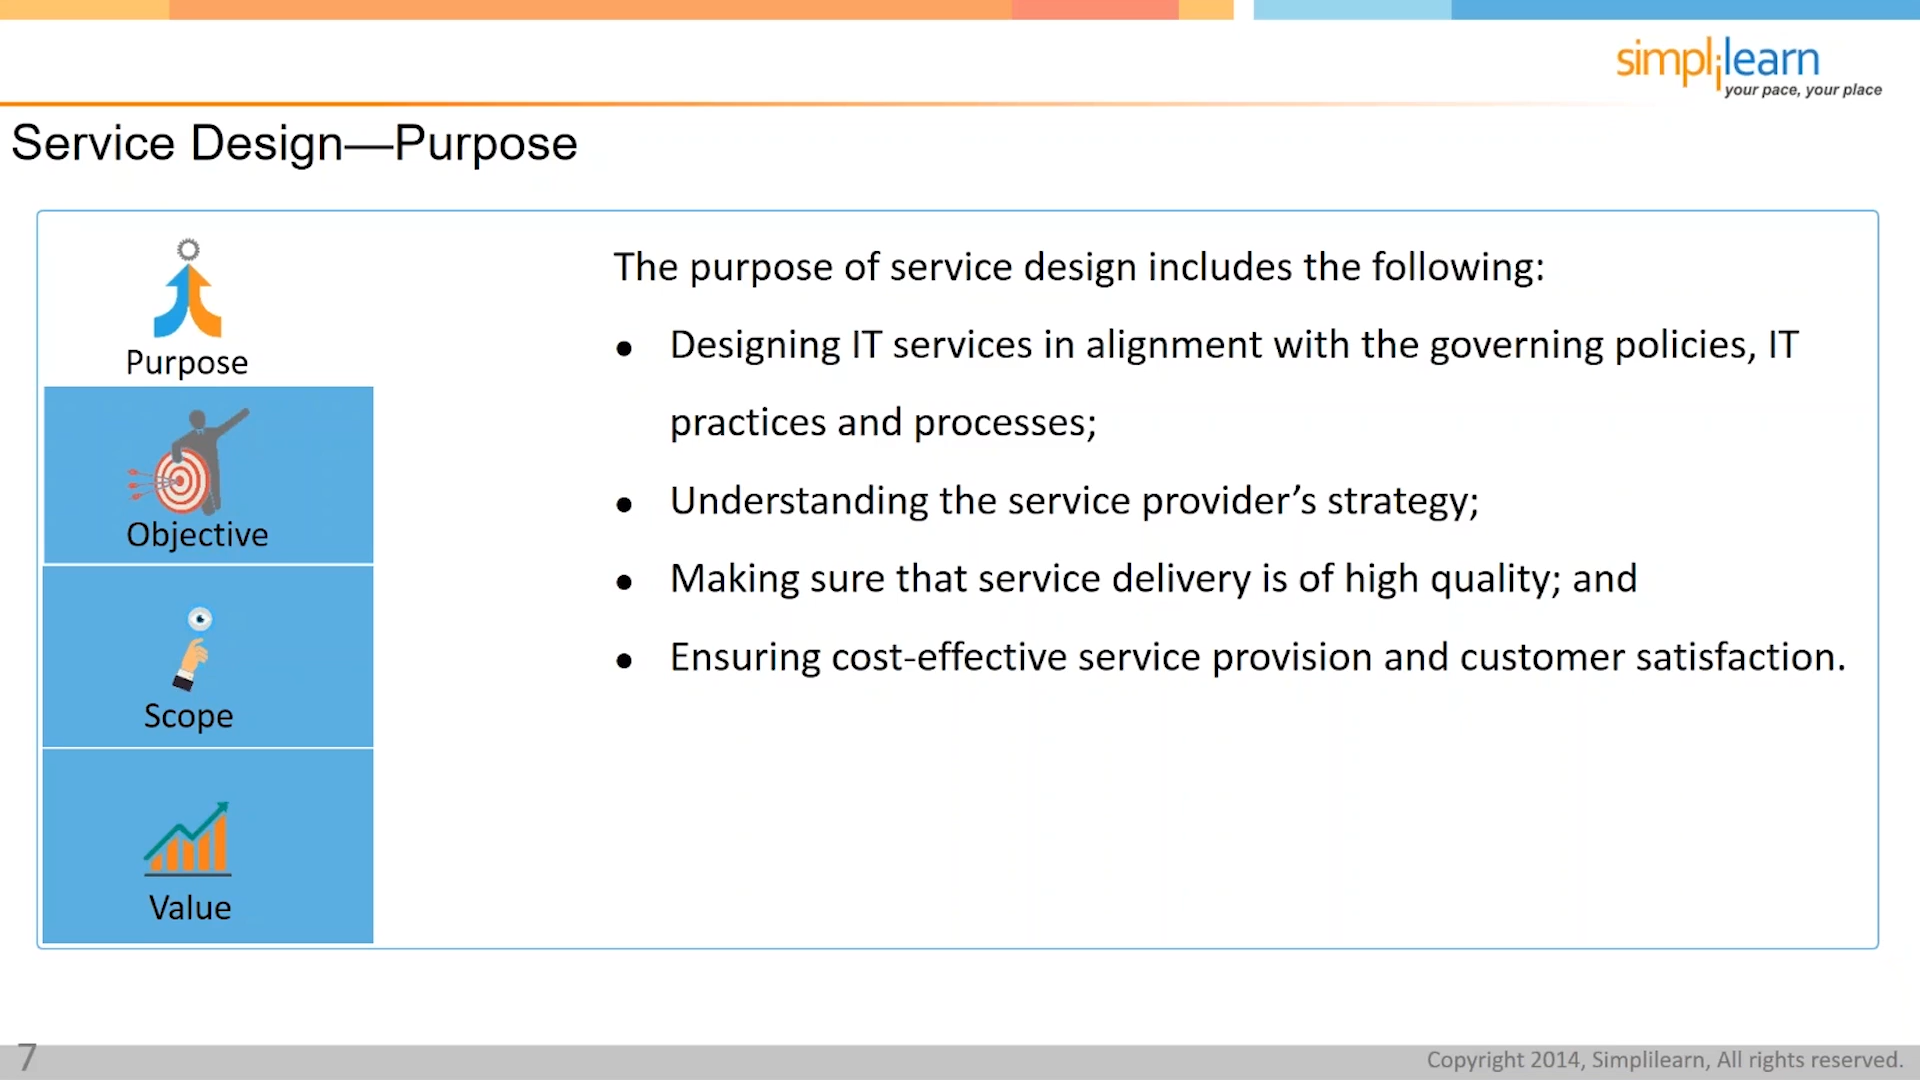 simplilearn
your pace, your place
Service Design—Purpose
Purpose
Objective
Scope
Value
The purpose of service design includes the following:
● Designing IT services in alignment with the governing policies, IT
practices and processes;
● Understanding the service provider’s strategy;
● Making sure that service delivery is of high quality; and
● Ensuring cost-effective service provision and customer satisfaction.
7
Copyright 2014, Simplilearn, All rights reserved.